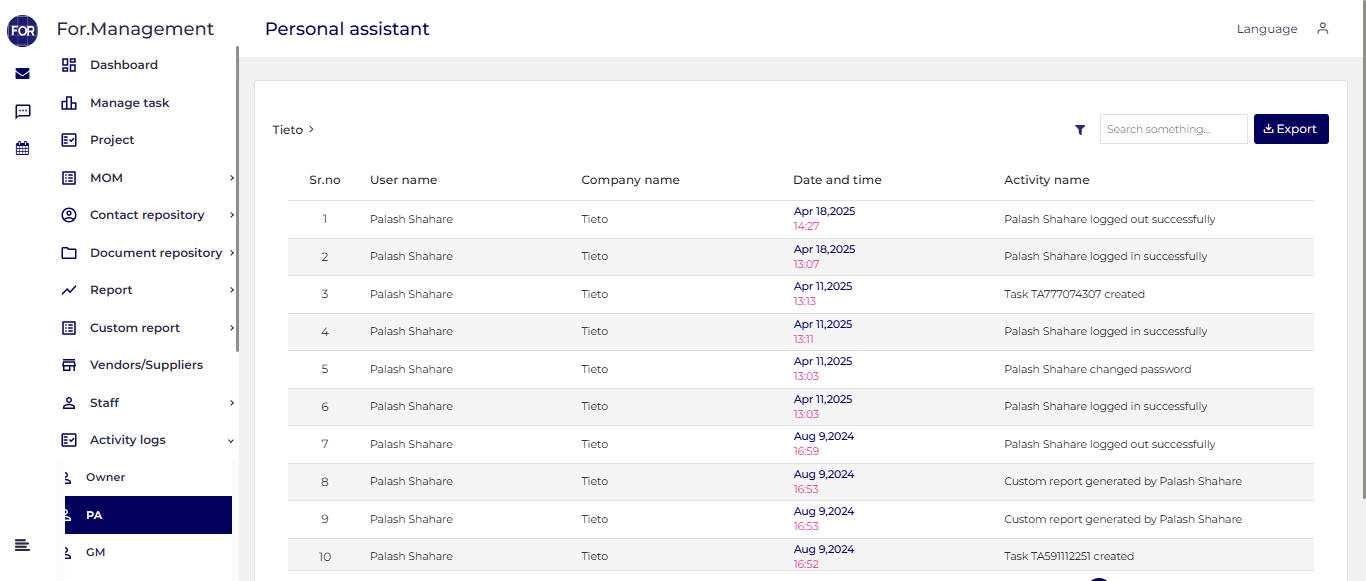 FOR For.Management
Personal assistant
Language
Dashboard
Manage task
Project
MOM
Contact repository
Document repository
Report
Custom report
Vendors/Suppliers
Staff
Activity logs
Owner
PA
GM
Tieto
Search something...
Export
Sr.no User name Company name Date and time Activity name
1 Palash Shahare Tieto Apr 18,2025 14:27 Palash Shahare logged out successfully
2 Palash Shahare Tieto Apr 18,2025 13:07 Palash Shahare logged in successfully
3 Palash Shahare Tieto Apr 11,2025 13:13 Task TA777074307 created
4 Palash Shahare Tieto Apr 11,2025 13:11 Palash Shahare logged in successfully
5 Palash Shahare Tieto Apr 11,2025 13:03 Palash Shahare changed password
6 Palash Shahare Tieto Apr 11,2025 13:03 Palash Shahare logged in successfully
7 Palash Shahare Tieto Aug 9,2024 16:59 Palash Shahare logged out successfully
8 Palash Shahare Tieto Aug 9,2024 16:53 Custom report generated by Palash Shahare
9 Palash Shahare Tieto Aug 9,2024 16:53 Custom report generated by Palash Shahare
10 Palash Shahare Tieto Aug 9,2024 16:52 Task TA591112251 created